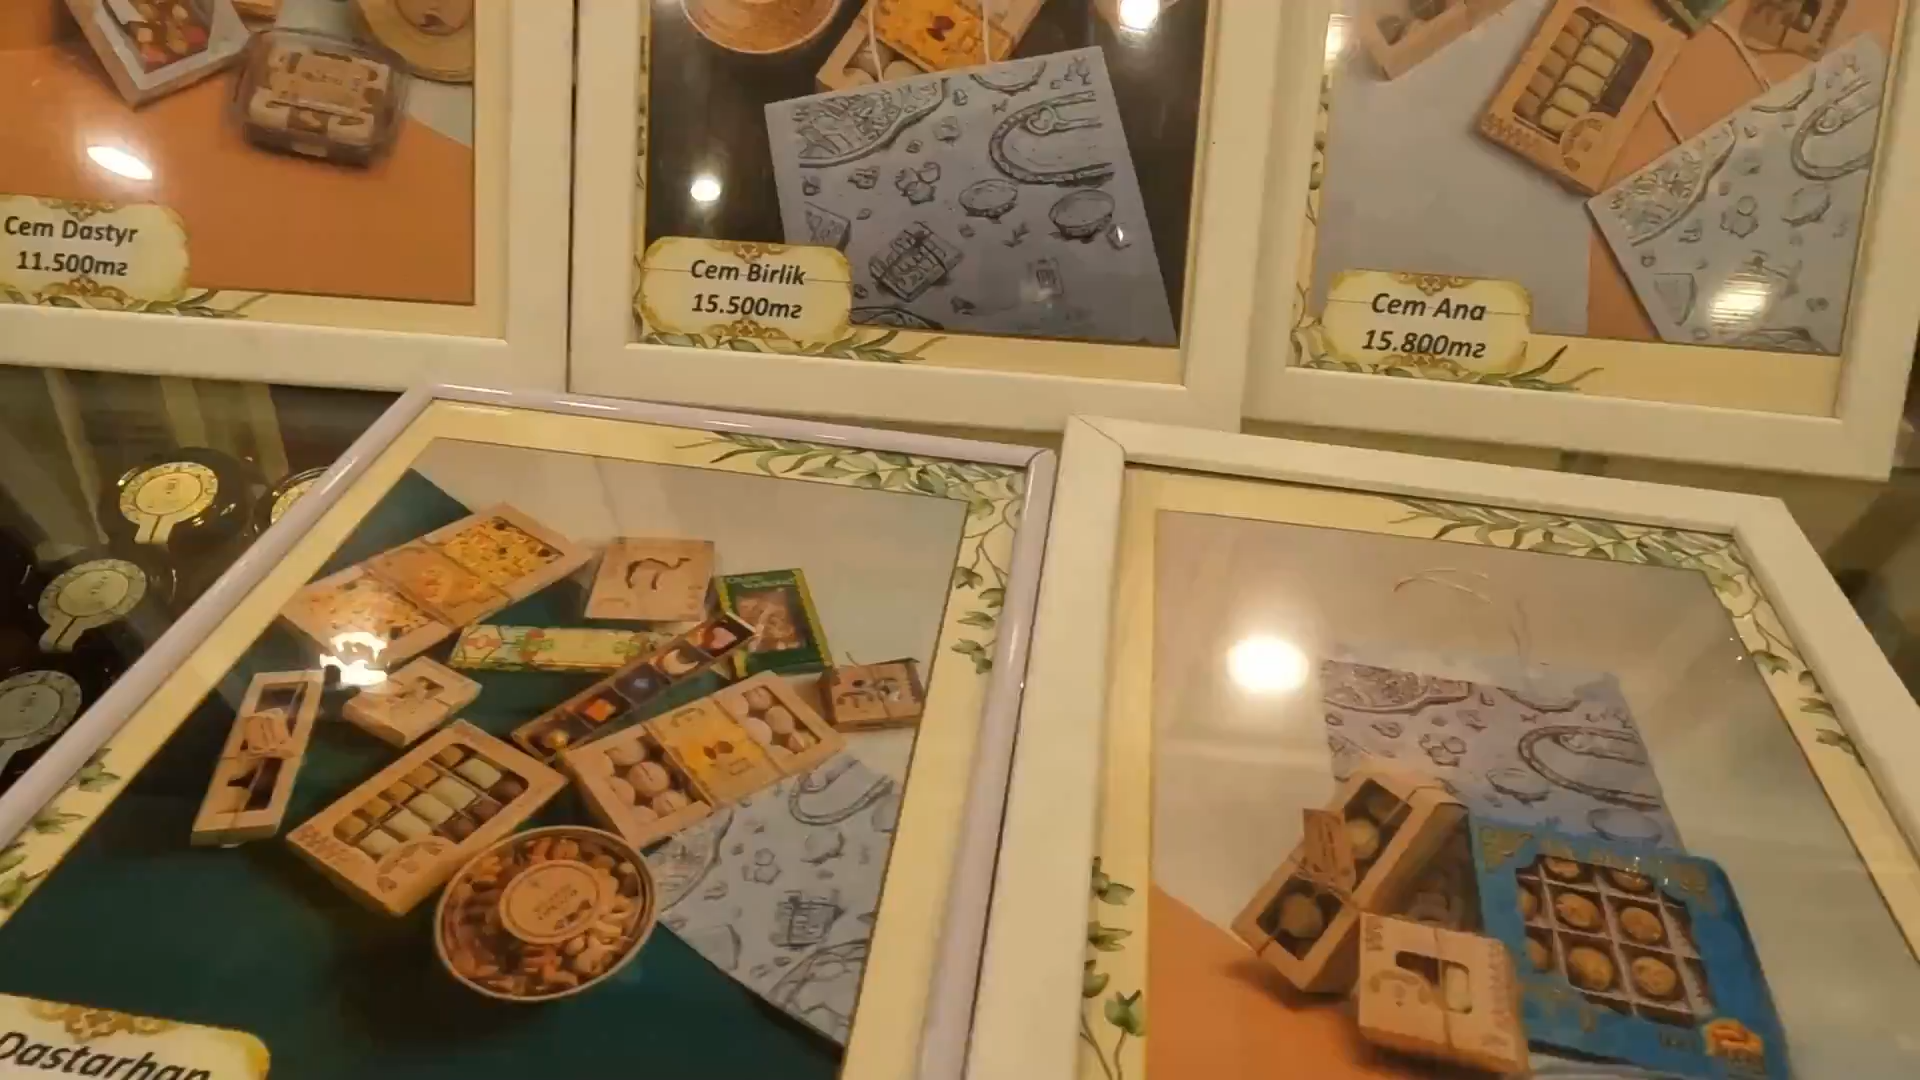 Cem Dastyr
11.500тг
Cem Birlik
15.500тг
Cem Ana
15.800тг
Dastarhan